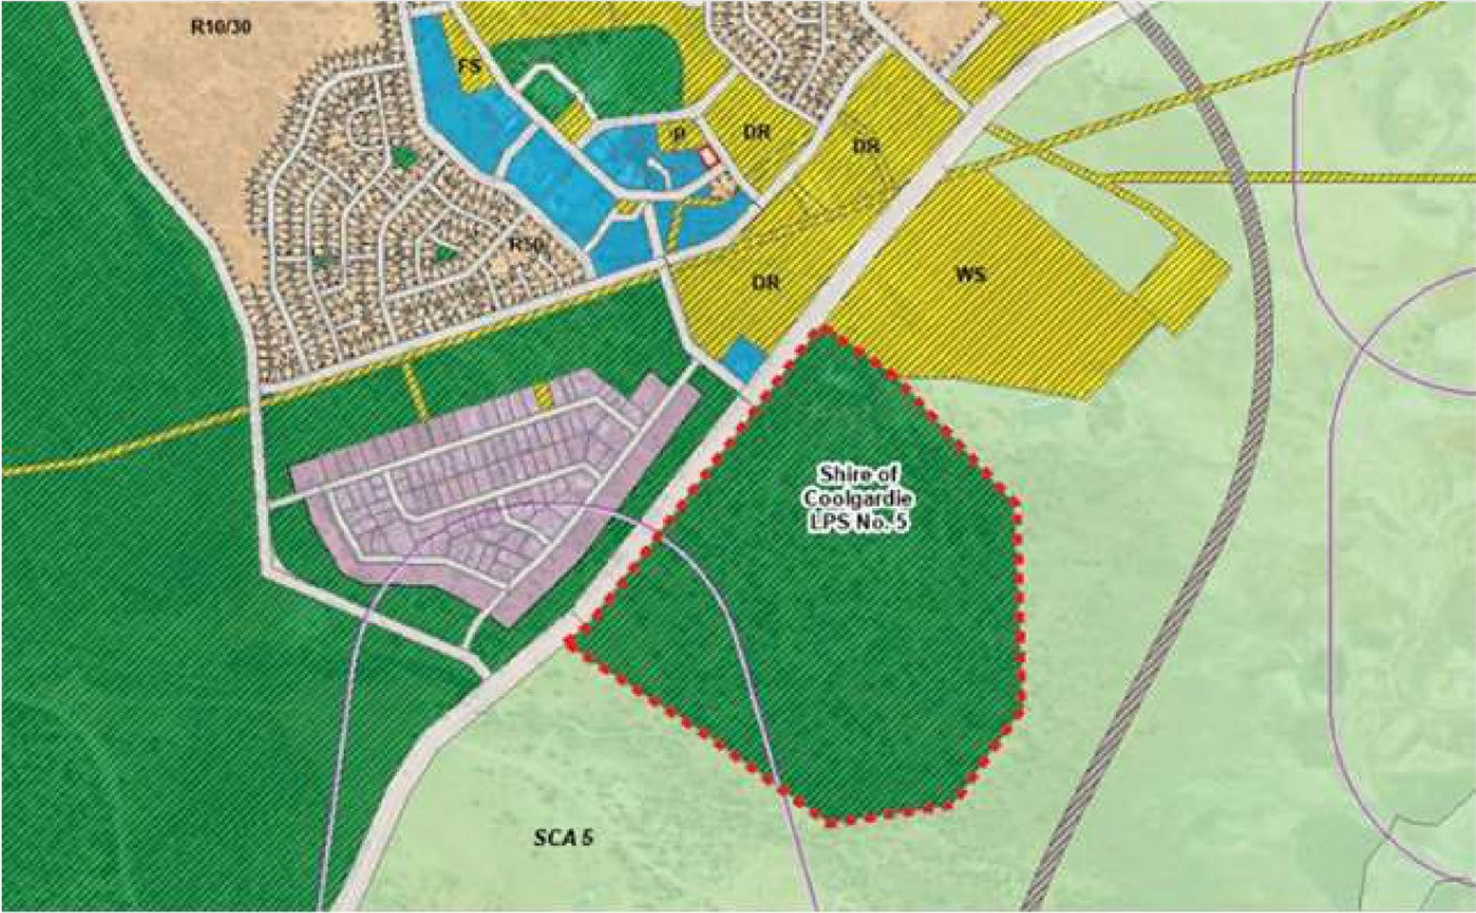 R10/30
FS
P
DR
DR
R50
DR
WS
Shire of
Coolgardie
LPS No. 5
SCA 5